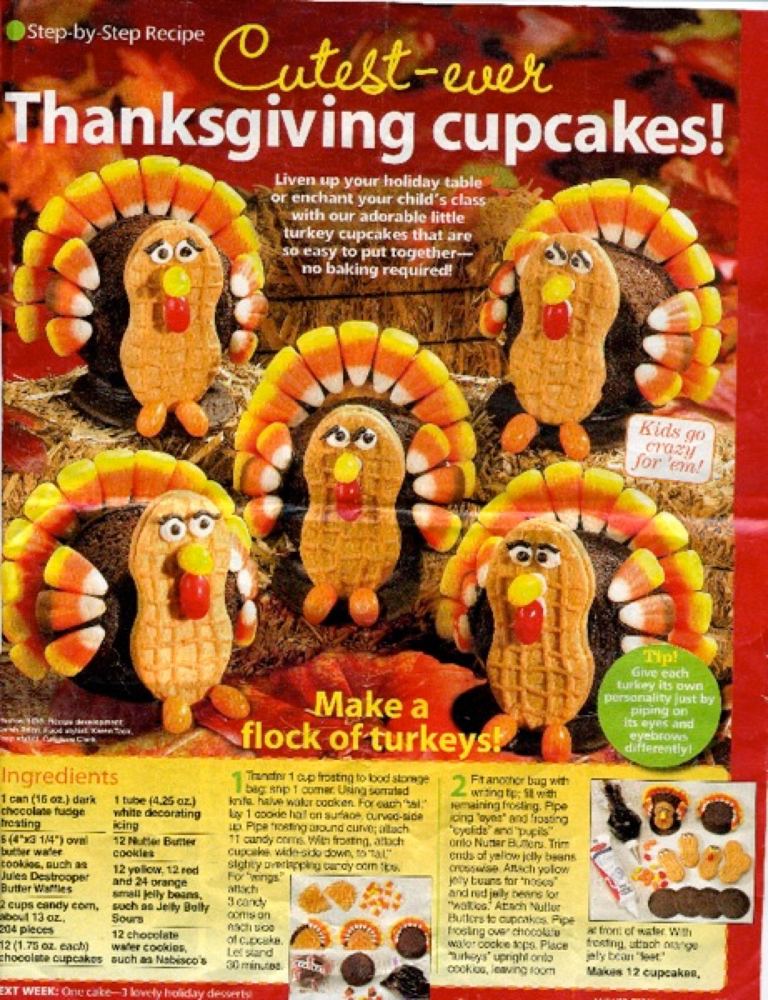 Step-by-Step Recipe
Cutest-ever
Thanksgiving cupcakes!
Liven up your holiday table
or enchant your child's class
with our adorable little
turkey cupcakes that are
so easy to put together—
no baking required!
Kids go
crazy
for 'em!
Tip!
Give each
turkey its own
personality just by
piping on
its eyes and
eyebrows
differently!
Make a
flock of turkeys!
Ingredients
1 can (16 oz.) dark
chocolate fudge
frosting
6 (4"x3 1/4") oval
butter wafer
cookies, such as
Jules Destrooper
Butter Waffles
2 cups candy corn,
about 13 oz.,
204 pieces
12 (1.75 oz. each)
chocolate cupcakes
1 tube (4.25 oz.)
white decorating
icing
12 Nutter Butter
cookies
12 yellow, 12 red
and 24 orange
small jelly beans,
such as Jelly Belly
Sours
12 chocolate
wafer cookies,
such as Nabisco's
1 Transfer 1 cup frosting to food storage
bag; snip 1 corner. Using serrated
knife, halve wafer cookies. For each "tail,"
lay 1 cookie half on surface, curved-side
up. Pipe frosting around curve; attach
11 candy corns. With frosting, attach
cupcake, wide-side down, to "tail,"
slightly overlapping candy corn tips.
For "wings,"
attach
3 candy
corns on
each side
of cupcake.
Let stand
30 minutes.
2 Fit another bag with
writing tip; fill with
remaining frosting. Pipe
icing "eyes" and frosting
"eyelids" and "pupils"
onto Nutter Butters. Trim
ends of yellow jelly beans
crosswise. Attach yellow
jelly beans for "noses"
and red jelly beans for
"wattles." Attach Nutter
Butters to cupcakes. Pipe
frosting over chocolate
wafer cookie tops. Place
"turkeys" upright onto
cookies, leaving room
at front of wafer. With
frosting, attach orange
jelly bean "feet."
Makes 12 cupcakes.
EXT WEEK: One cake—3 lovely holiday desserts!